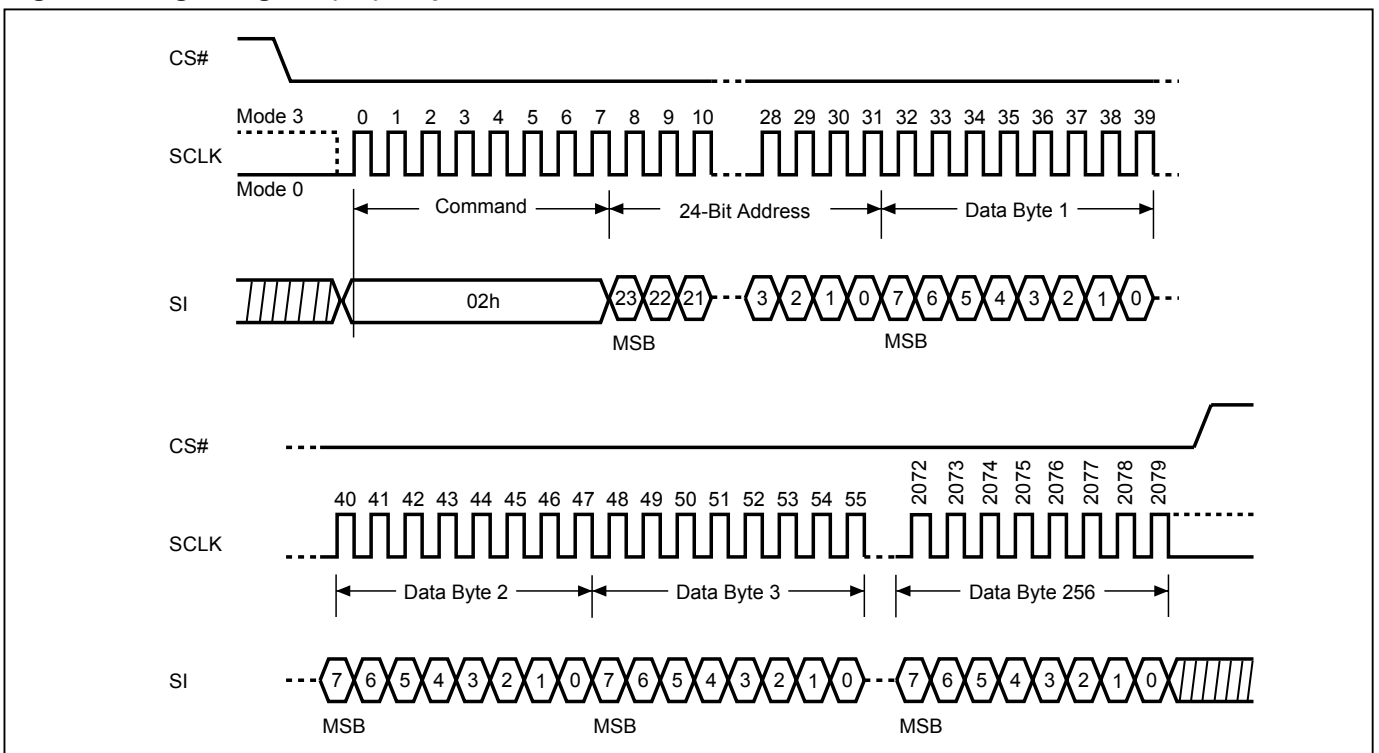 CS#
Mode 3
0 1 2 3 4 5 6 7 8 9 10 28 29 30 31 32 33 34 35 36 37 38 39
SCLK
Mode 0
Command 24-Bit Address Data Byte 1
SI 02h 23 22 21 3 2 1 0 7 6 5 4 3 2 1 0
MSB MSB
CS#
40 41 42 43 44 45 46 47 48 49 50 51 52 53 54 55 2072 2073 2074 2075 2076 2077 2078 2079
SCLK
Data Byte 2 Data Byte 3 Data Byte 256
SI 7 6 5 4 3 2 1 0 7 6 5 4 3 2 1 0 7 6 5 4 3 2 1 0
MSB MSB MSB